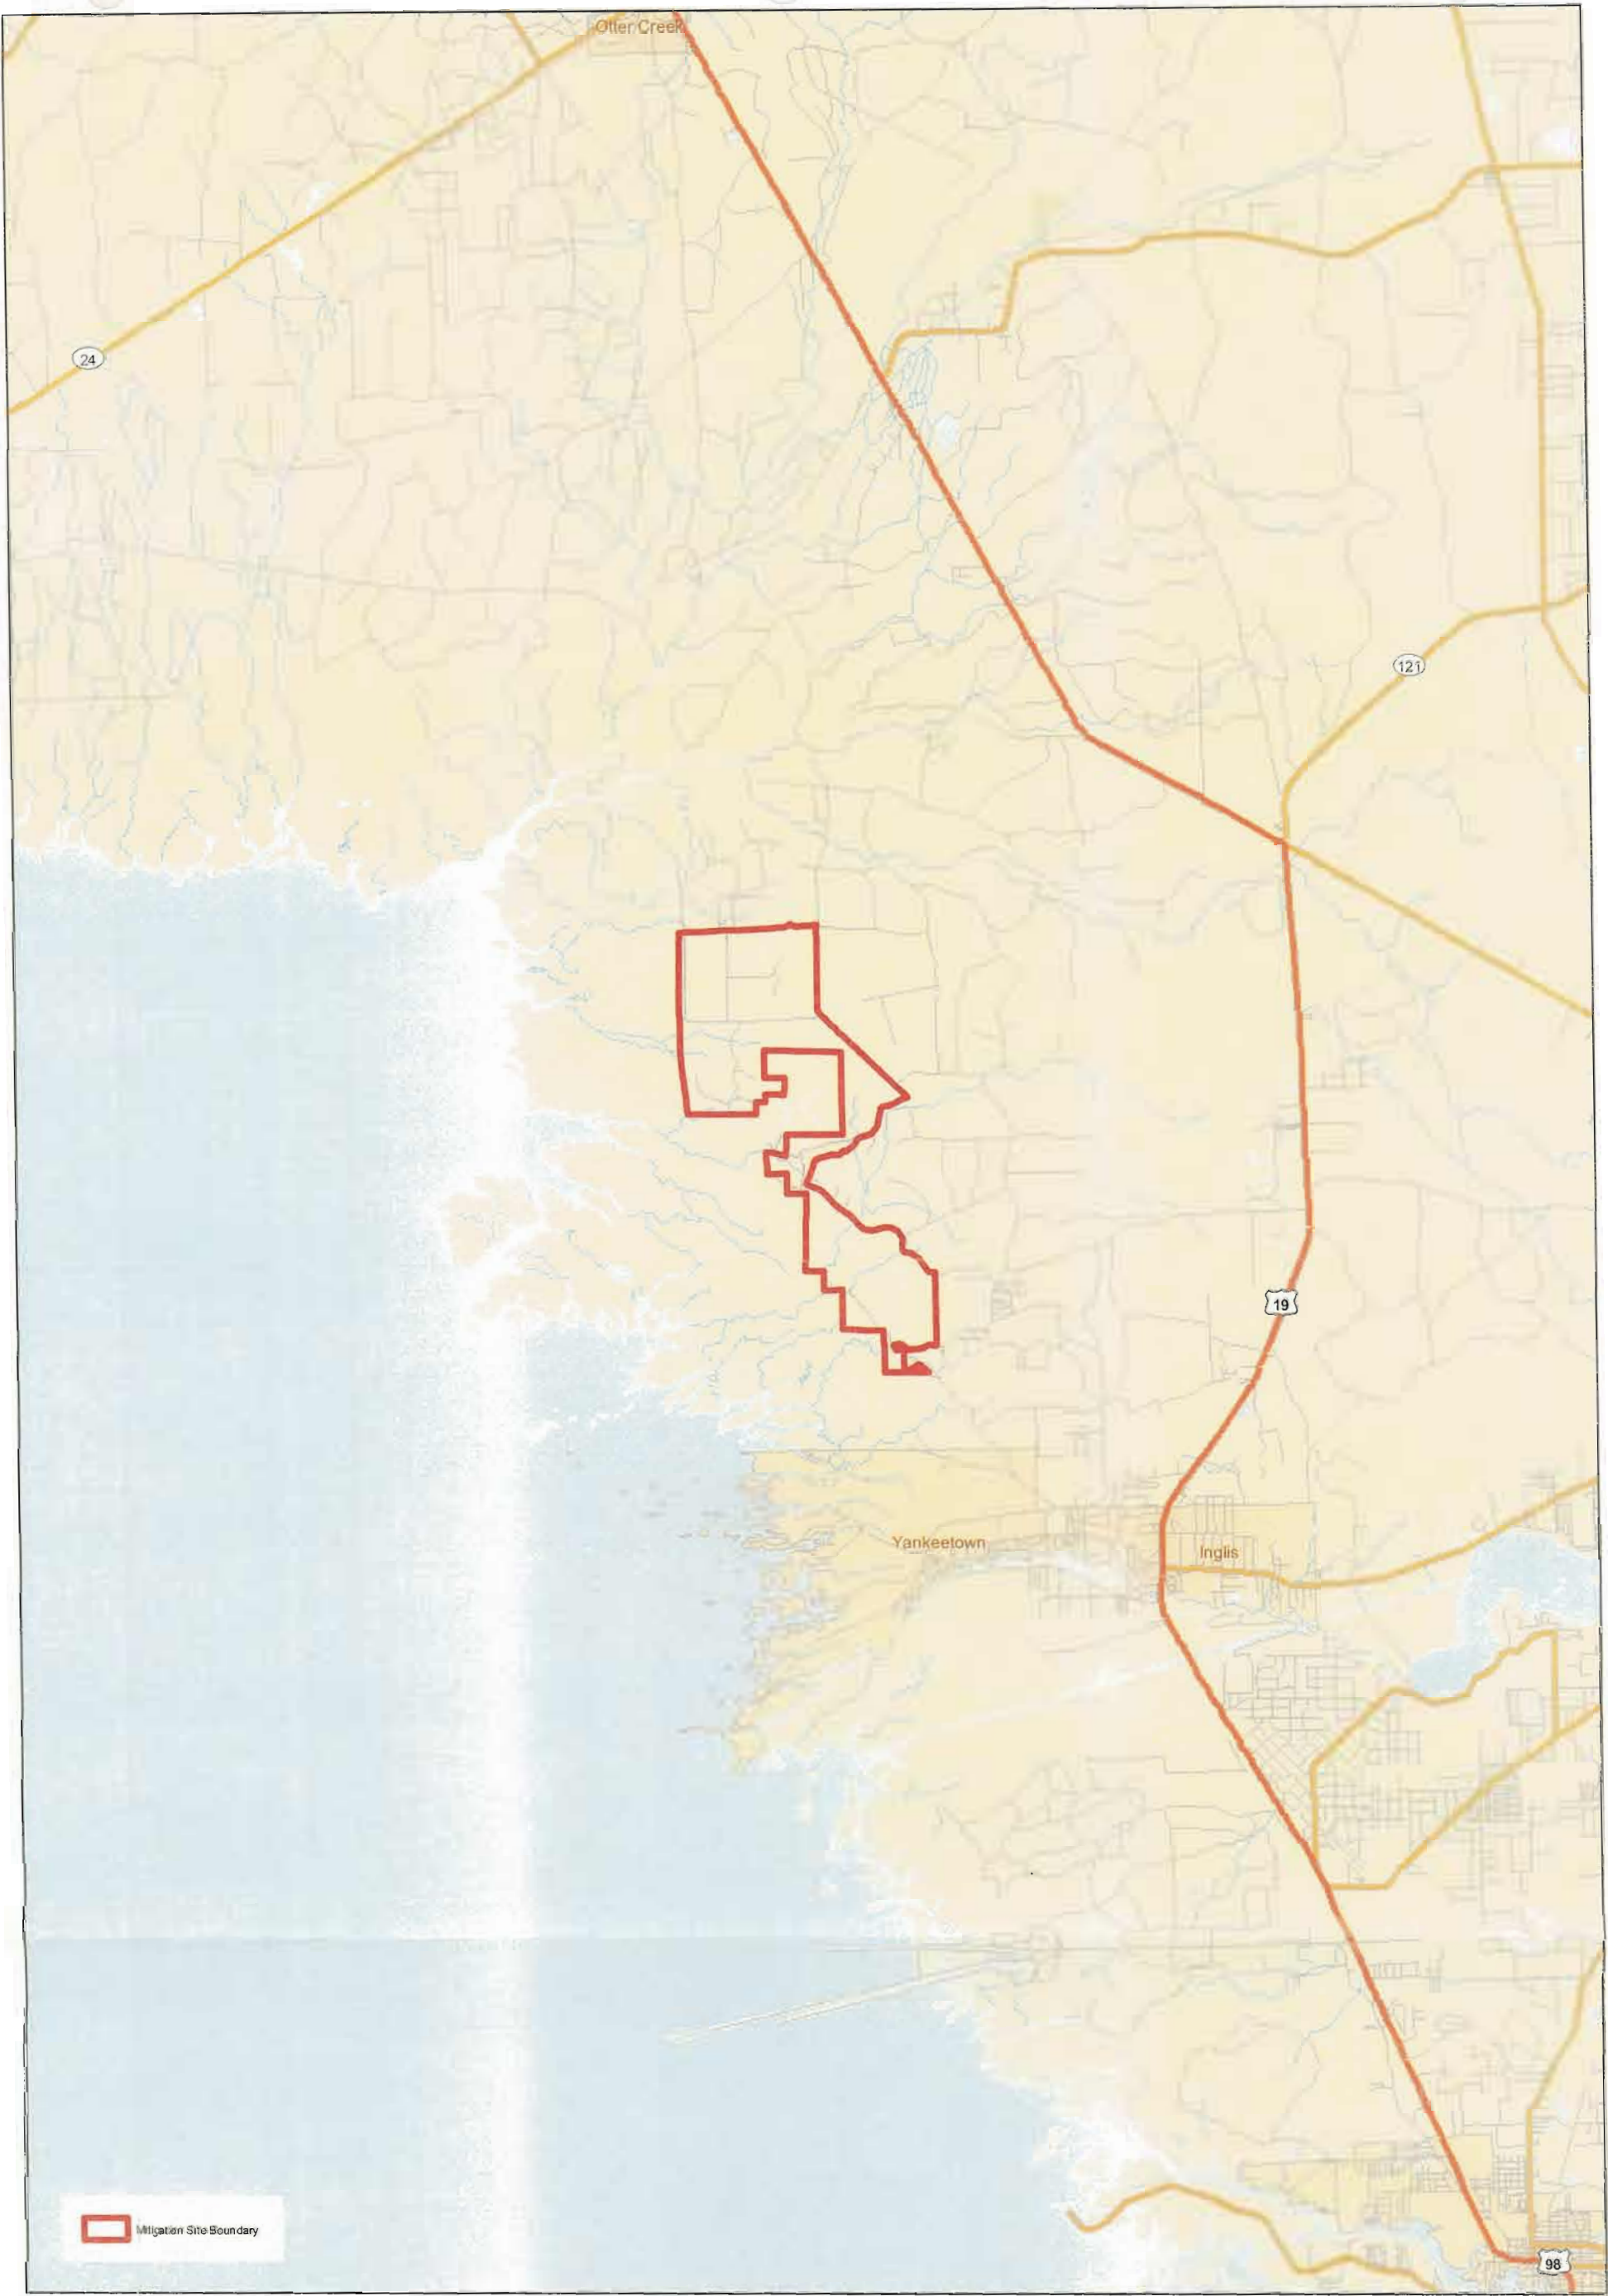 Otter Creek
24
121
19
Yankeetown
Inglis
Mitigation Site Boundary
98